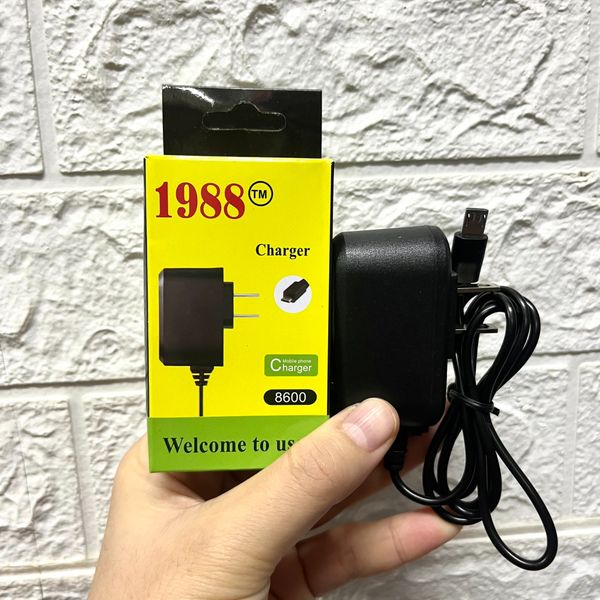 1988 TM
Charger
Mobile phone
Charger
8600
Welcome to us